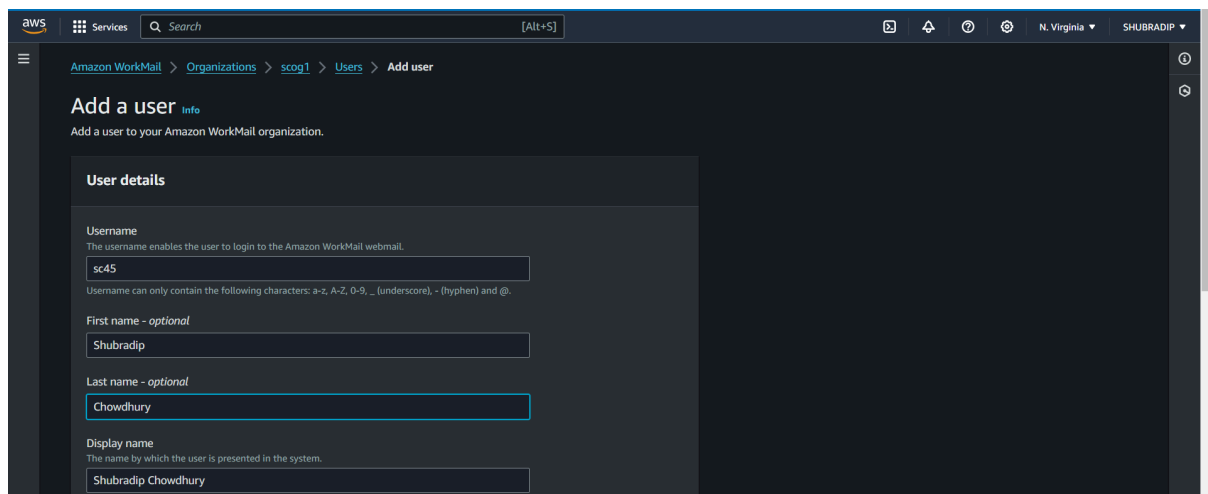 aws Services Search [Alt+S] N. Virginia ▼ SHUBRADIP ▼
Amazon WorkMail > Organizations > scog1 > Users > Add user
Add a user Info
Add a user to your Amazon WorkMail organization.
User details
Username
The username enables the user to login to the Amazon WorkMail webmail.
sc45
Username can only contain the following characters: a-z, A-Z, 0-9, _ (underscore), - (hyphen) and @.
First name - optional
Shubradip
Last name - optional
Chowdhury
Display name
The name by which the user is presented in the system.
Shubradip Chowdhury